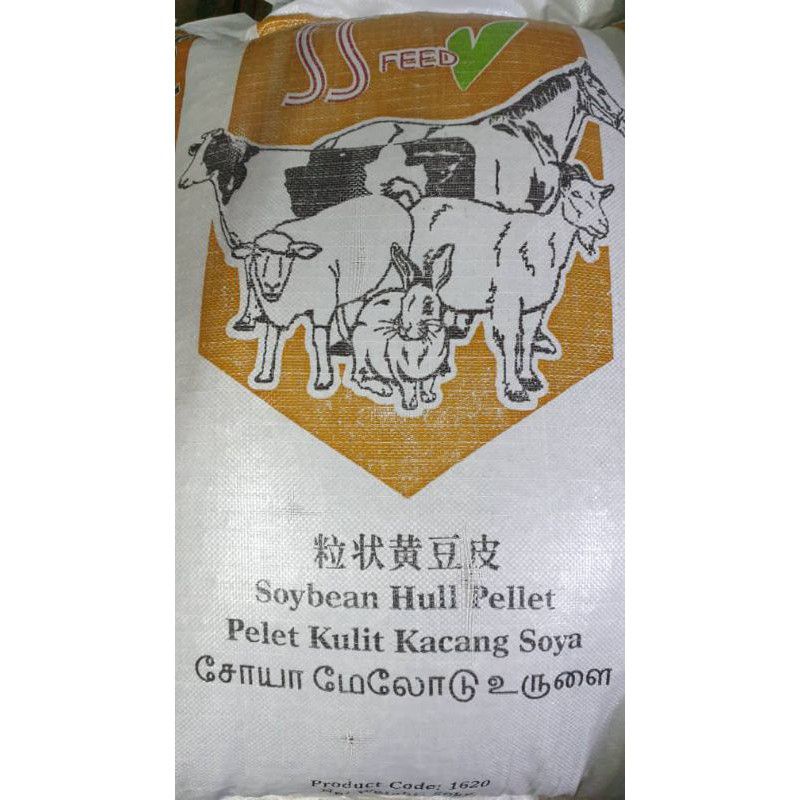 SS FEED
粒状黄豆皮
Soybean Hull Pellet
Pelet Kulit Kacang Soya
சோயா மேலோடு உருளை
Product Code: 1620